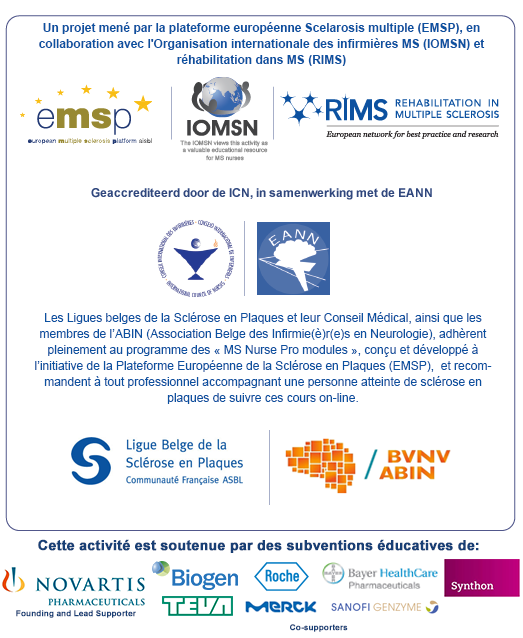 Un projet mené par la plateforme européenne Scelarosis multiple (EMSP), en
collaboration avec l'Organisation internationale des infirmières MS (IOMSN) et
réhabilitation dans MS (RIMS)
emsp
european multiple sclerosis platform aisbl
IOMSN
The IOMSN views this activity as
a valuable educational resource
for MS nurses
RIMS
REHABILITATION IN
MULTIPLE SCLEROSIS
European network for best practice and research
Geaccrediteerd door de ICN, in samenwerking met de EANN
EANN
Les Ligues belges de la Sclérose en Plaques et leur Conseil Médical, ainsi que les
membres de l'ABIN (Association Belge des Infirmie(è)r(e)s en Neurologie), adhèrent
pleinement au programme des « MS Nurse Pro modules », conçu et développé à
l'initiative de la Plateforme Européenne de la Sclérose en Plaques (EMSP), et recom-
mandent à tout professionnel accompagnant une personne atteinte de sclérose en
plaques de suivre ces cours on-line.
Ligue Belge de la
Sclérose en Plaques
Communauté Française ASBL
BVNV
/ ABIN
Cette activité est soutenue par des subventions éducatives de:
NOVARTIS
PHARMACEUTICALS
Founding and Lead Supporter
Biogen
Roche
Bayer HealthCare
Pharmaceuticals
Synthon
TEVA
MERCK
SANOFI GENZYME
Co-supporters